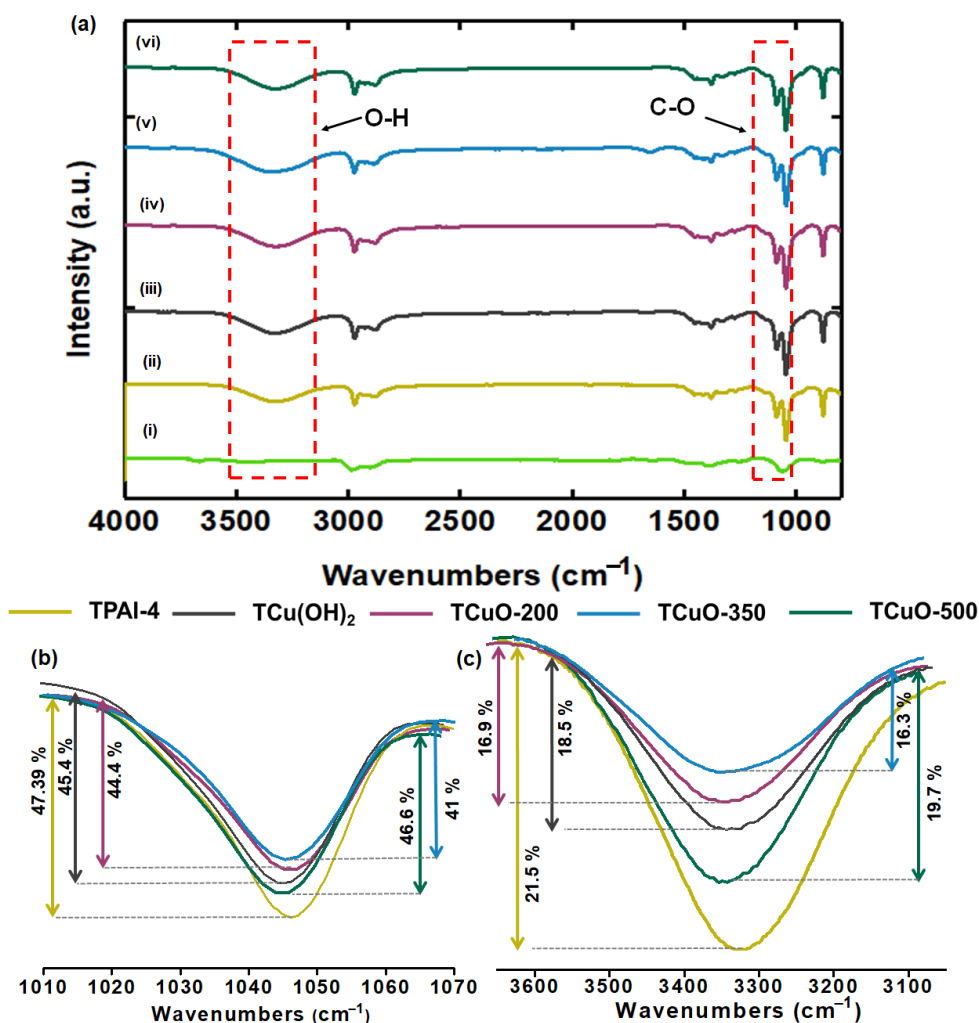 (a)
(vi)
O-H
C-O
(v)
(iv)
(iii)
(ii)
(i)
Intensity (a.u.)
4000 3500 3000 2500 2000 1500 1000
Wavenumbers (cm⁻¹)
TPAI-4 TCu(OH)₂ TCuO-200 TCuO-350 TCuO-500
(b)
47.39 %
45.4 %
44.4 %
46.6 %
41 %
1010 1020 1030 1040 1050 1060 1070
Wavenumbers (cm⁻¹)
(c)
16.9 %
21.5 %
18.5 %
16.3 %
19.7 %
3600 3500 3400 3300 3200 3100
Wavenumbers (cm⁻¹)